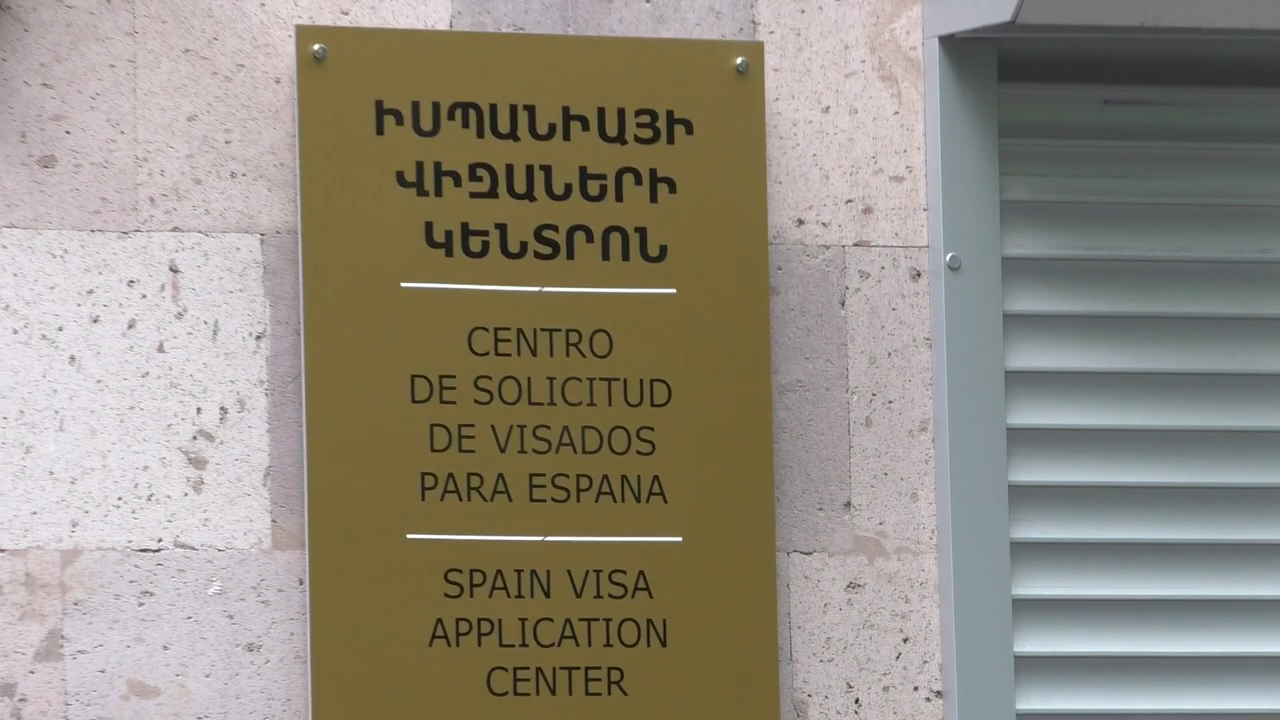 ԻՍՊԱՆԻԱՅԻ
ՎԻԶԱՆԵՐԻ
ԿԵՆՏՐՈՆ
CENTRO
DE SOLICITUD
DE VISADOS
PARA ESPANA
SPAIN VISA
APPLICATION
CENTER